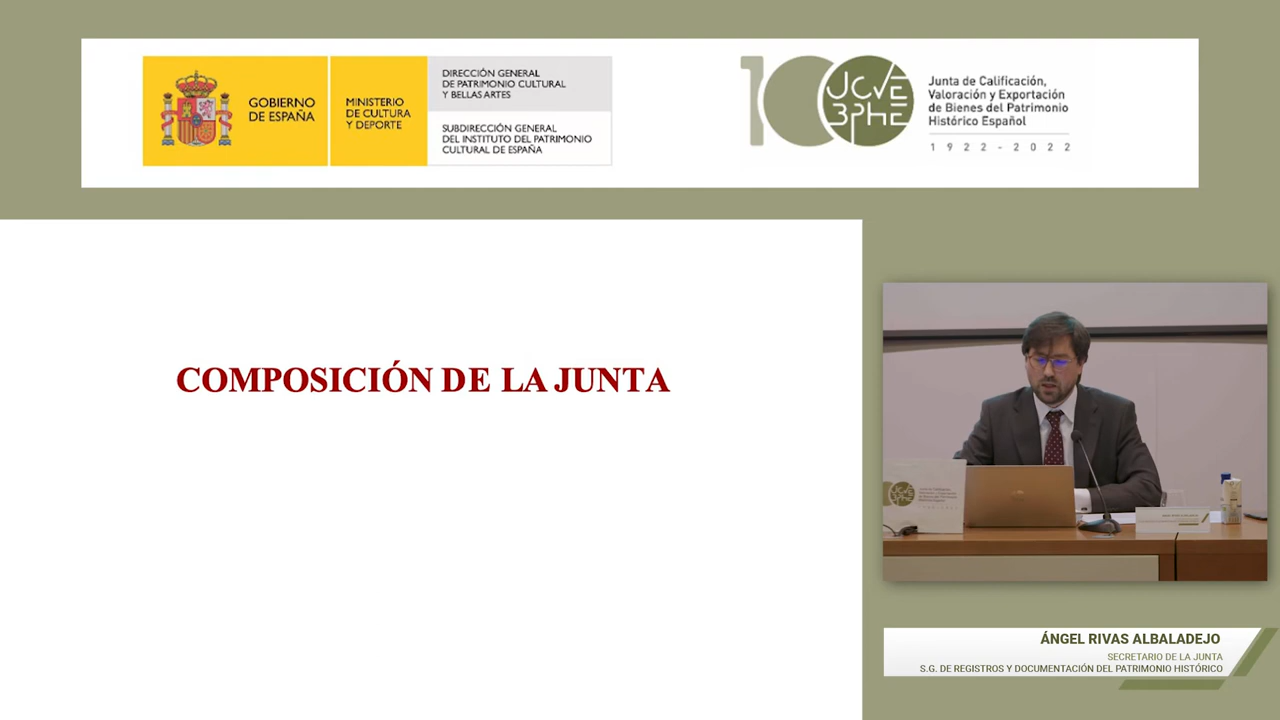 GOBIERNO
DE ESPAÑA
MINISTERIO
DE CULTURA
Y DEPORTE
DIRECCIÓN GENERAL
DE PATRIMONIO CULTURAL
Y BELLAS ARTES
SUBDIRECCIÓN GENERAL
DEL INSTITUTO DEL PATRIMONIO
CULTURAL DE ESPAÑA
100
JCVE
BPHE
Junta de Calificación,
Valoración y Exportación
de Bienes del Patrimonio
Histórico Español
1922-2022
COMPOSICIÓN DE LA JUNTA
ÁNGEL RIVAS ALBALADEJO
SECRETARIO DE LA JUNTA
S.G. DE REGISTROS Y DOCUMENTACIÓN DEL PATRIMONIO HISTÓRICO